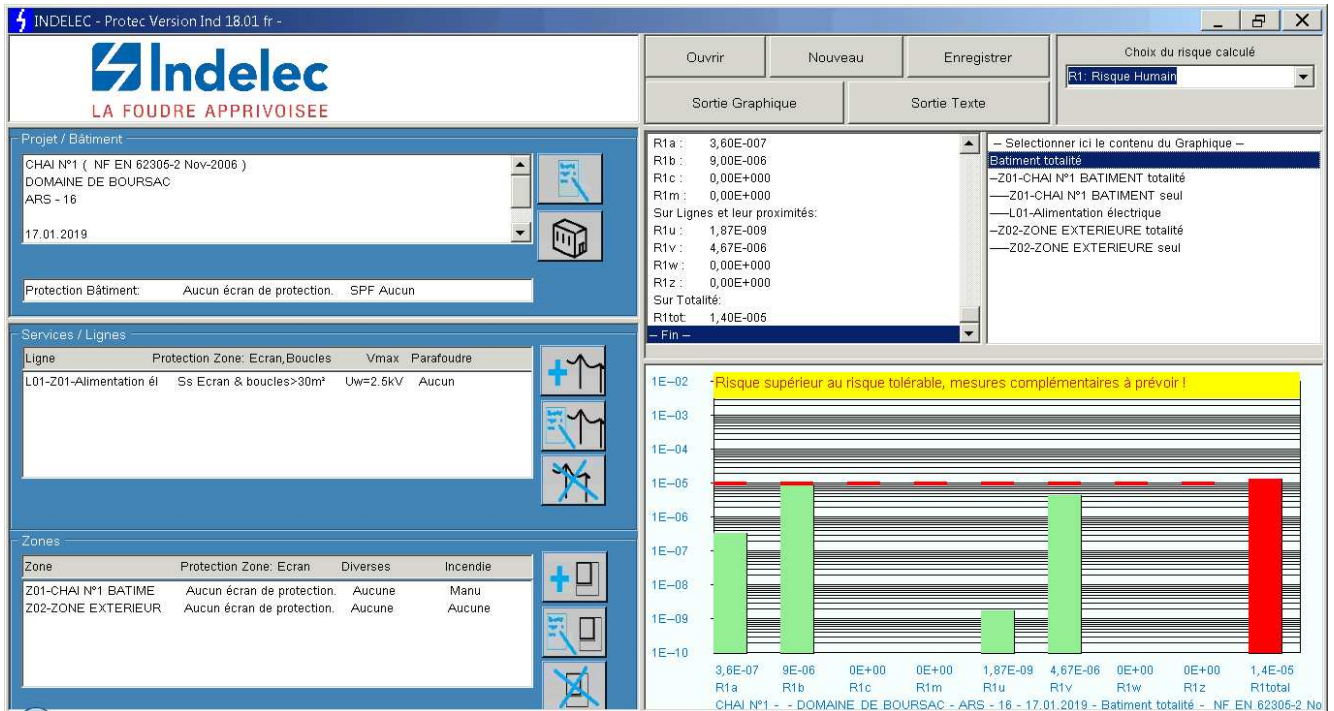 INDELEC - Protec Version Ind 18.01 fr -
Indelec
LA FOUDRE APPRIVOISEE
Ouvrir
Nouveau
Enregistrer
Sortie Graphique
Sortie Texte
Choix du risque calculé
R1: Risque Humain
Projet / Bâtiment
CHAI N°1 ( NF EN 62305-2 Nov-2006 )
DOMAINE DE BOURSAC
ARS - 16
17.01.2019
Protection Bâtiment: Aucun écran de protection. SPF Aucun
R1a : 3,60E-007
R1b : 9,00E-006
R1c : 0,00E+000
R1m : 0,00E+000
Sur Lignes et leur proximités:
R1u : 1,87E-009
R1v : 4,67E-006
R1w : 0,00E+000
R1z : 0,00E+000
Sur Totalité:
R1tot: 1,40E-005
– Fin –
– Selectionner ici le contenu du Graphique –
Batiment totalité
–Z01-CHAI N°1 BATIMENT totalité
––Z01-CHAI N°1 BATIMENT seul
––L01-Alimentation électrique
–Z02-ZONE EXTERIEURE totalité
––Z02-ZONE EXTERIEURE seul
Services / Lignes
Ligne Protection Zone: Ecran,Boucles Vmax Parafoudre
L01-Z01-Alimentation él Ss Ecran & boucles>30m² Uw=2.5kV Aucun
Zones
Zone Protection Zone: Ecran Diverses Incendie
Z01-CHAI N°1 BATIME Aucun écran de protection. Aucune Manu
Z02-ZONE EXTERIEUR Aucun écran de protection. Aucune Aucune
Risque supérieur au risque tolérable, mesures complémentaires à prévoir !
1E–02
1E–03
1E–04
1E–05
1E–06
1E–07
1E–08
1E–09
1E–10
3,6E-07 9E-06 0E+00 0E+00 1,87E-09 4,67E-06 0E+00 0E+00 1,4E-05
R1a R1b R1c R1m R1u R1v R1w R1z R1total
CHAI N°1 - - DOMAINE DE BOURSAC - ARS - 16 - 17.01.2019 - Batiment totalité - NF EN 62305-2 No